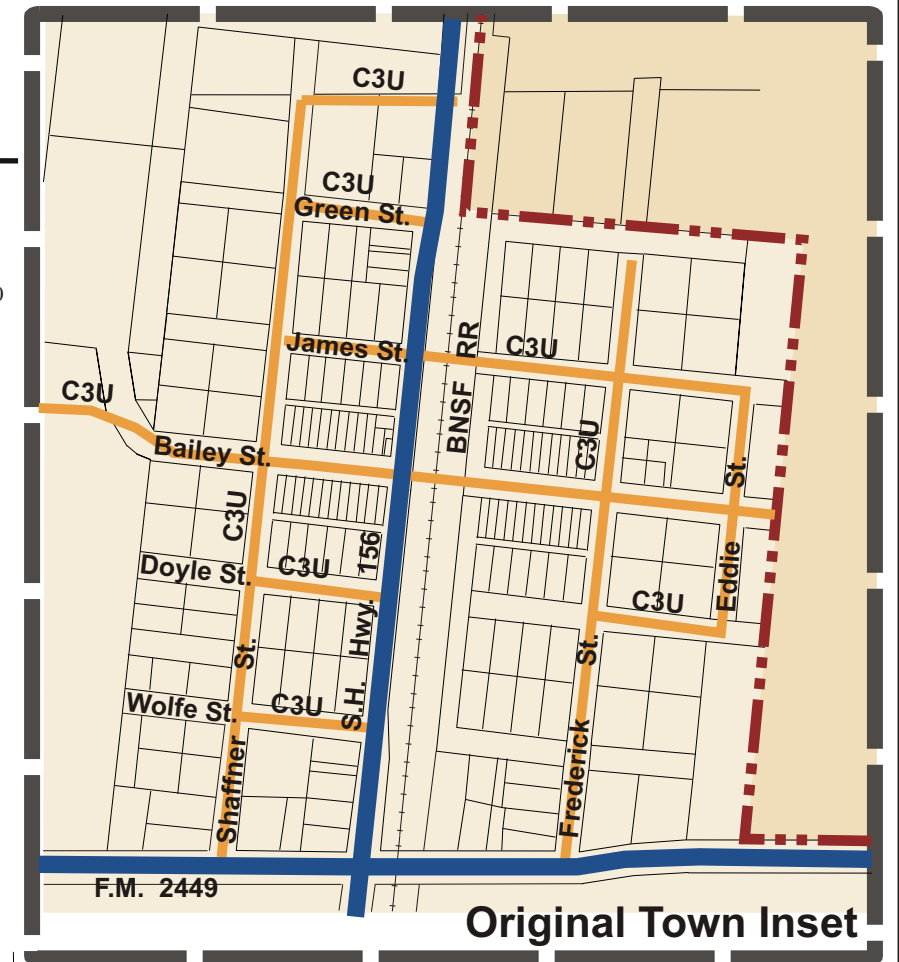 C3U
C3U
Green St.
James St.
BNSF RR
C3U
C3U
Bailey St.
C3U
St.
C3U
Doyle St.
C3U
S.H. Hwy. 156
Eddie
C3U
St.
St.
Wolfe St.
C3U
Shaffner
Frederick
F.M. 2449
Original Town Inset